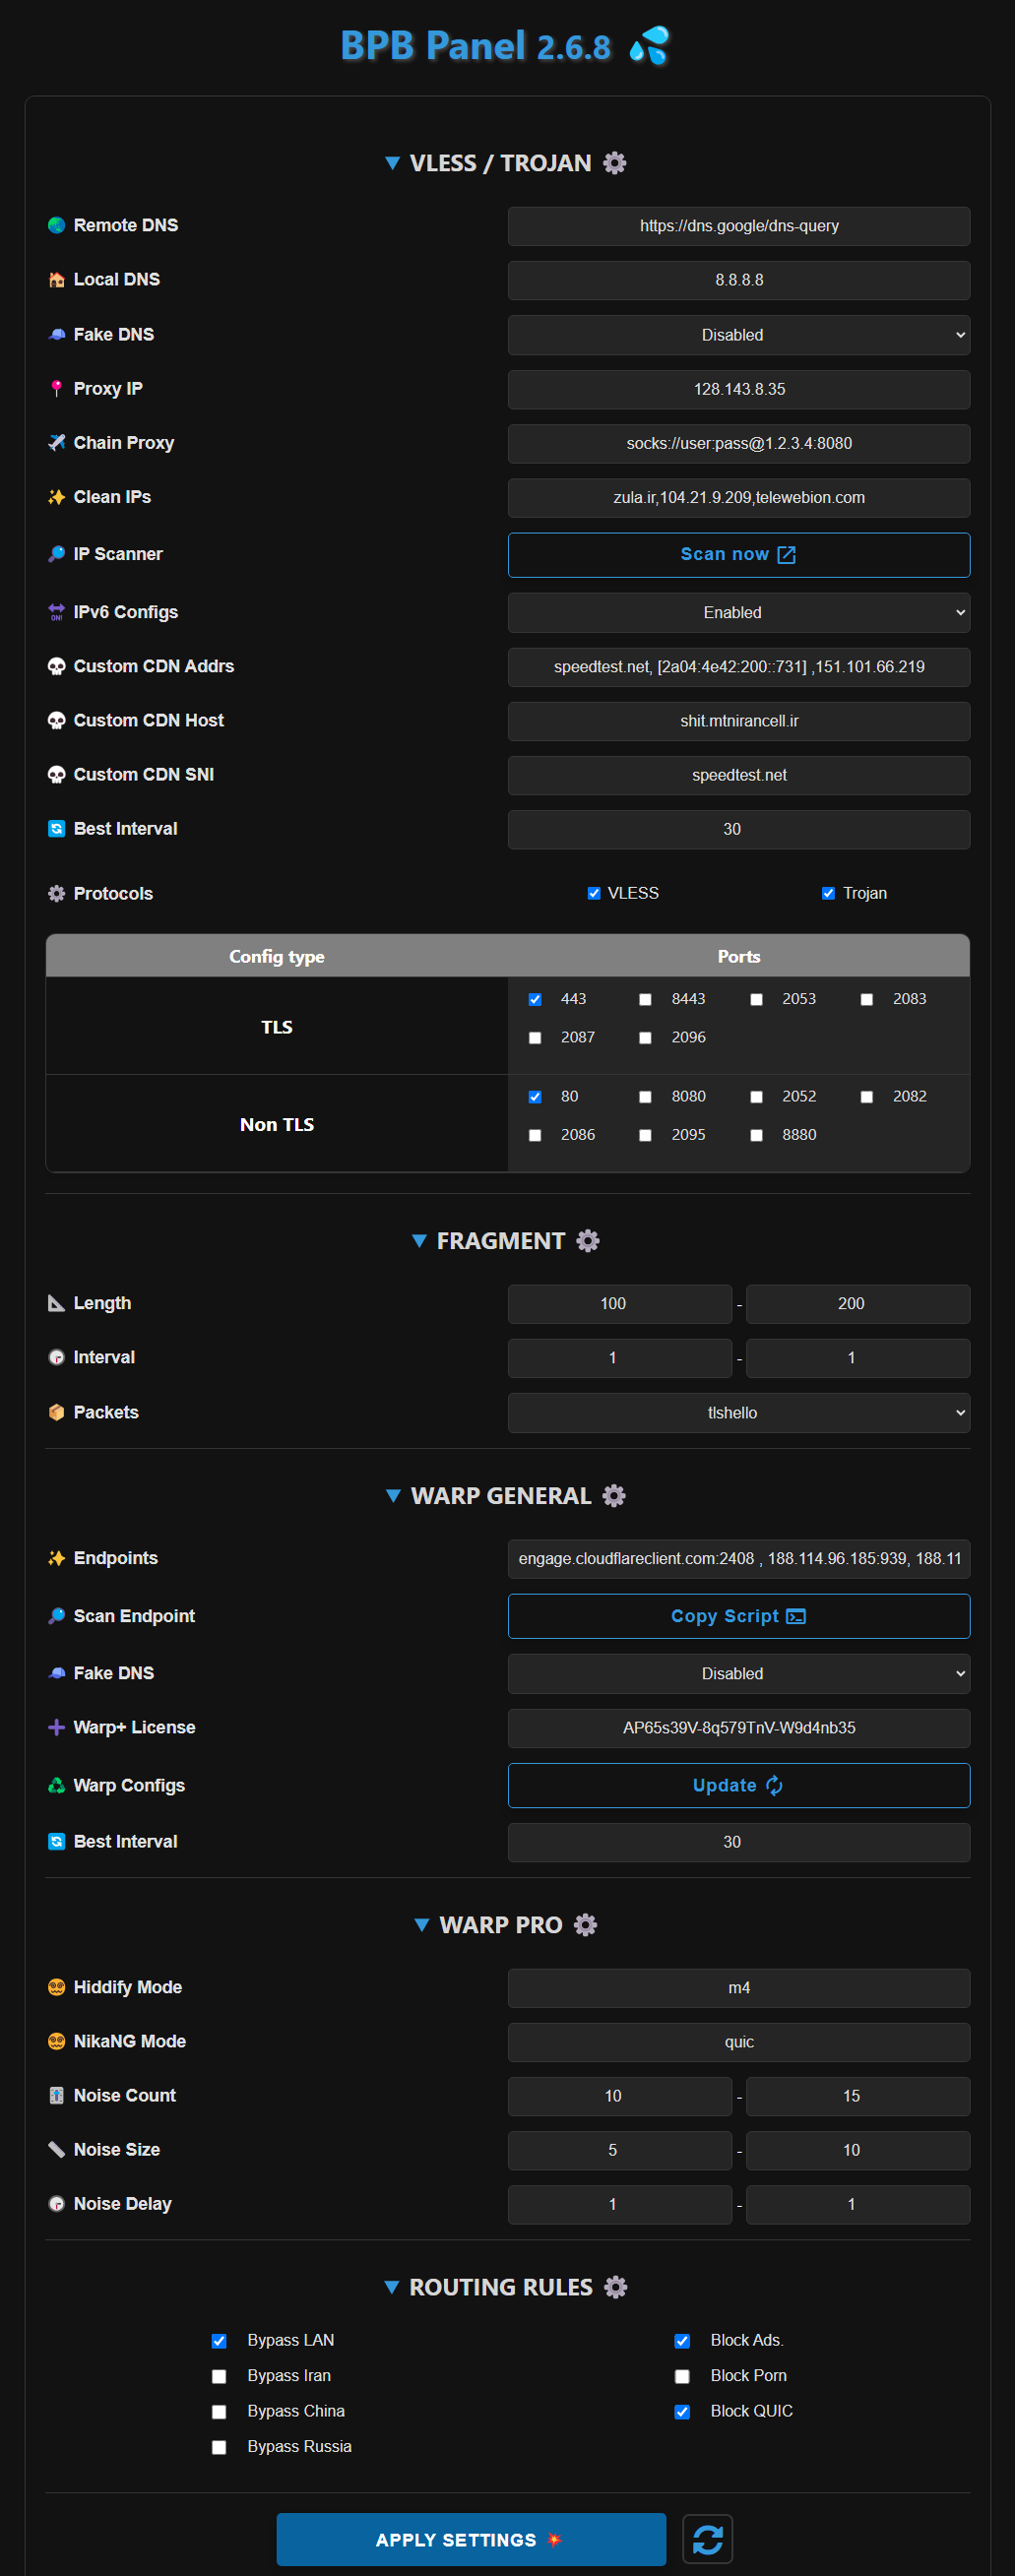 BPB Panel 2.6.8 💦
VLESS / TROJAN ⚙️
Remote DNS https://dns.google/dns-query
Local DNS 8.8.8.8
Fake DNS Disabled
Proxy IP 128.143.8.35
Chain Proxy socks://user:pass@1.2.3.4:8080
Clean IPs zula.ir,104.21.9.209,telewebion.com
IP Scanner Scan now
IPv6 Configs Enabled
Custom CDN Addrs speedtest.net, [2a04:4e42:200::731] ,151.101.66.219
Custom CDN Host shit.mtnirancell.ir
Custom CDN SNI speedtest.net
Best Interval 30
Protocols VLESS Trojan
Config type Ports
TLS
443 8443 2053 2083
2087 2096
Non TLS
80 8080 2052 2082
2086 2095 8880
FRAGMENT ⚙️
Length 100 - 200
Interval 1 - 1
Packets tlshello
WARP GENERAL ⚙️
Endpoints engage.cloudflareclient.com:2408 , 188.114.96.185:939, 188.11
Scan Endpoint Copy Script
Fake DNS Disabled
Warp+ License AP65s39V-8q579TnV-W9d4nb35
Warp Configs Update
Best Interval 30
WARP PRO ⚙️
Hiddify Mode m4
NikaNG Mode quic
Noise Count 10 - 15
Noise Size 5 - 10
Noise Delay 1 - 1
ROUTING RULES ⚙️
Bypass LAN Block Ads.
Bypass Iran Block Porn
Bypass China Block QUIC
Bypass Russia
APPLY SETTINGS 💥